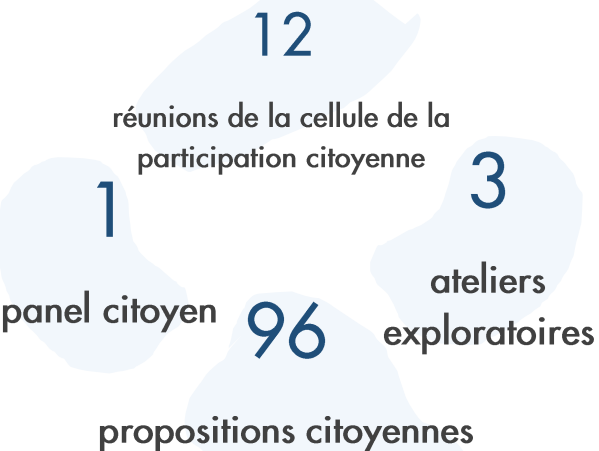 12
réunions de la cellule de la
participation citoyenne
1
panel citoyen
3
ateliers
exploratoires
96
propositions citoyennes